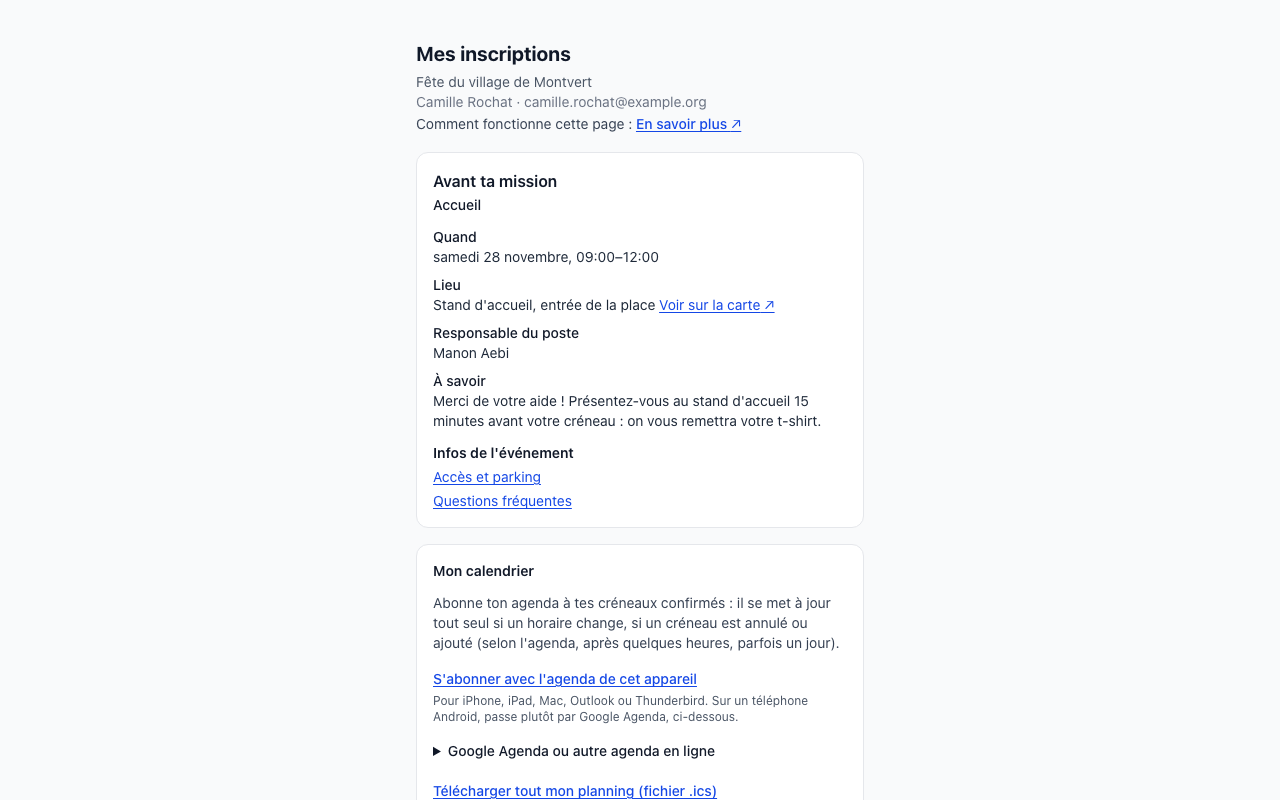 Mes inscriptions
Fête du village de Montvert
Camille Rochat · camille.rochat@example.org
Comment fonctionne cette page : En savoir plus ↗
Avant ta mission
Accueil
Quand
samedi 28 novembre, 09:00–12:00
Lieu
Stand d'accueil, entrée de la place Voir sur la carte ↗
Responsable du poste
Manon Aebi
À savoir
Merci de votre aide ! Présentez-vous au stand d'accueil 15
minutes avant votre créneau : on vous remettra votre t-shirt.
Infos de l'événement
Accès et parking
Questions fréquentes
Mon calendrier
Abonne ton agenda à tes créneaux confirmés : il se met à jour
tout seul si un horaire change, si un créneau est annulé ou
ajouté (selon l'agenda, après quelques heures, parfois un jour).
S'abonner avec l'agenda de cet appareil
Pour iPhone, iPad, Mac, Outlook ou Thunderbird. Sur un téléphone
Android, passe plutôt par Google Agenda, ci-dessous.
▶ Google Agenda ou autre agenda en ligne
Télécharger tout mon planning (fichier .ics)